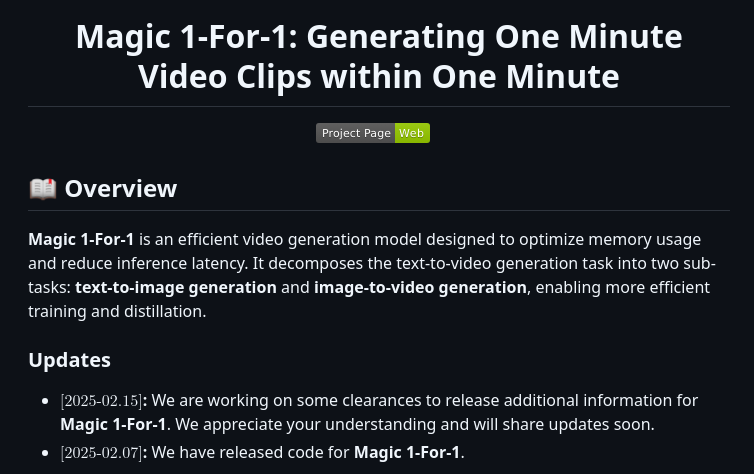 Magic 1-For-1: Generating One Minute
Video Clips within One Minute
Project Page Web
📖 Overview
Magic 1-For-1 is an efficient video generation model designed to optimize memory usage
and reduce inference latency. It decomposes the text-to-video generation task into two sub-
tasks: text-to-image generation and image-to-video generation, enabling more efficient
training and distillation.
Updates
• [2025-02.15]: We are working on some clearances to release additional information for
Magic 1-For-1. We appreciate your understanding and will share updates soon.
• [2025-02.07]: We have released code for Magic 1-For-1.